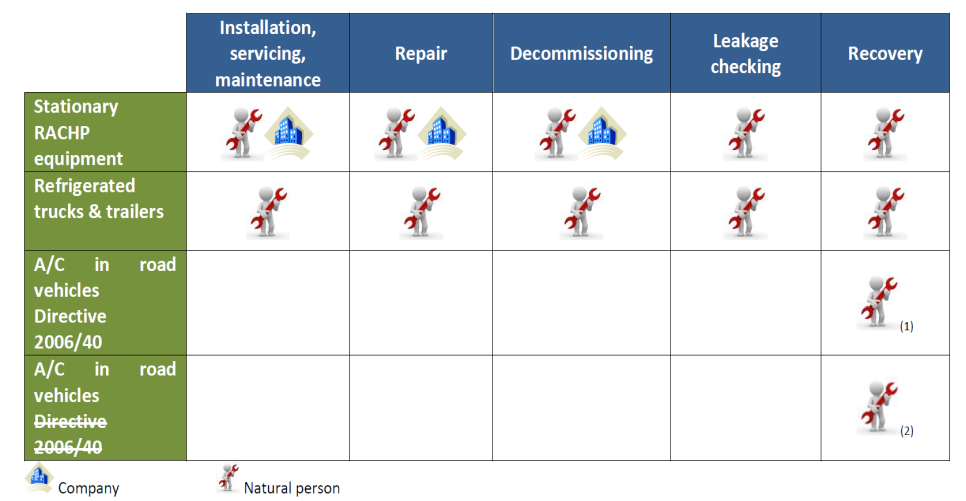 Installation,
servicing,
maintenance
Repair
Decommissioning
Leakage
checking
Recovery
Stationary
RACHP
equipment
Refrigerated
trucks & trailers
A/C in road
vehicles
Directive
2006/40
(1)
A/C in road
vehicles
Directive
2006/40
(2)
Company
Natural person